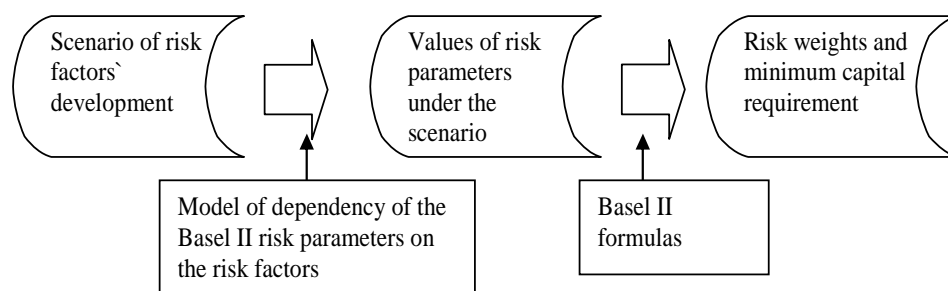 Scenario of risk
factors`
development
Values of risk
parameters
under the
scenario
Risk weights and
minimum capital
requirement
Model of dependency of the
Basel II risk parameters on
the risk factors
Basel II
formulas